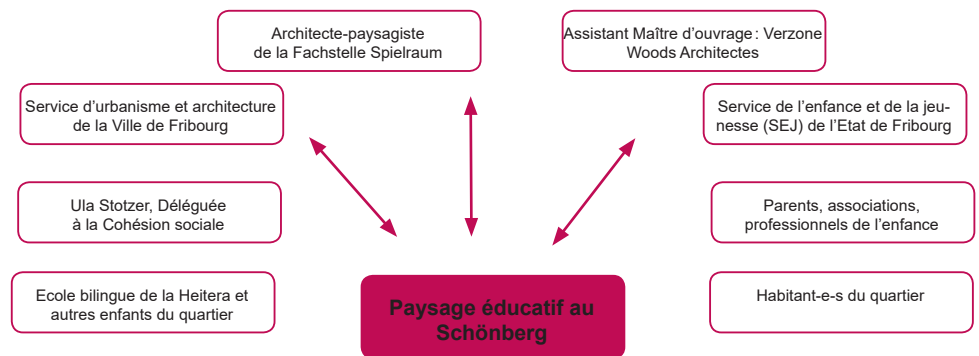 Architecte-paysagiste
de la Fachstelle Spielraum
Assistant Maître d’ouvrage : Verzone
Woods Architectes
Service d’urbanisme et architecture
de la Ville de Fribourg
Service de l’enfance et de la jeu-
nesse (SEJ) de l’Etat de Fribourg
Ula Stotzer, Déléguée
à la Cohésion sociale
Parents, associations,
professionnels de l’enfance
Ecole bilingue de la Heitera et
autres enfants du quartier
Paysage éducatif au
Schönberg
Habitant-e-s du quartier